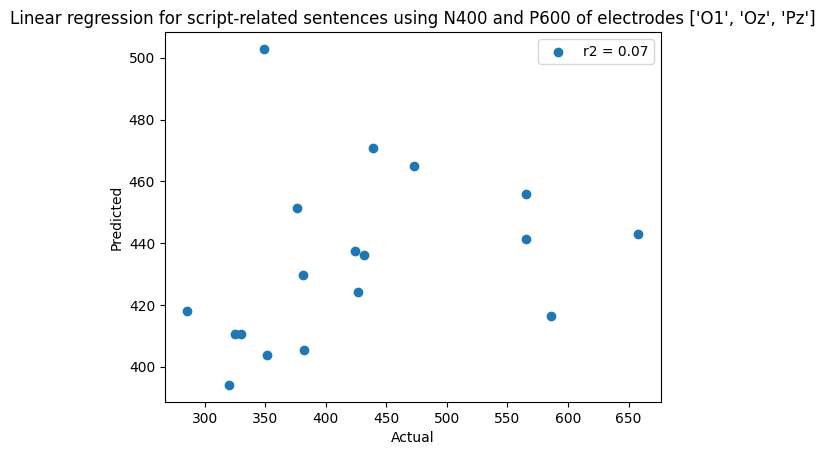 Linear regression for script-related sentences using N400 and P600 of electrodes ['O1', 'Oz', 'Pz']
r2 = 0.07
500
480
460
440
420
400
Predicted
300 350 400 450 500 550 600 650
Actual